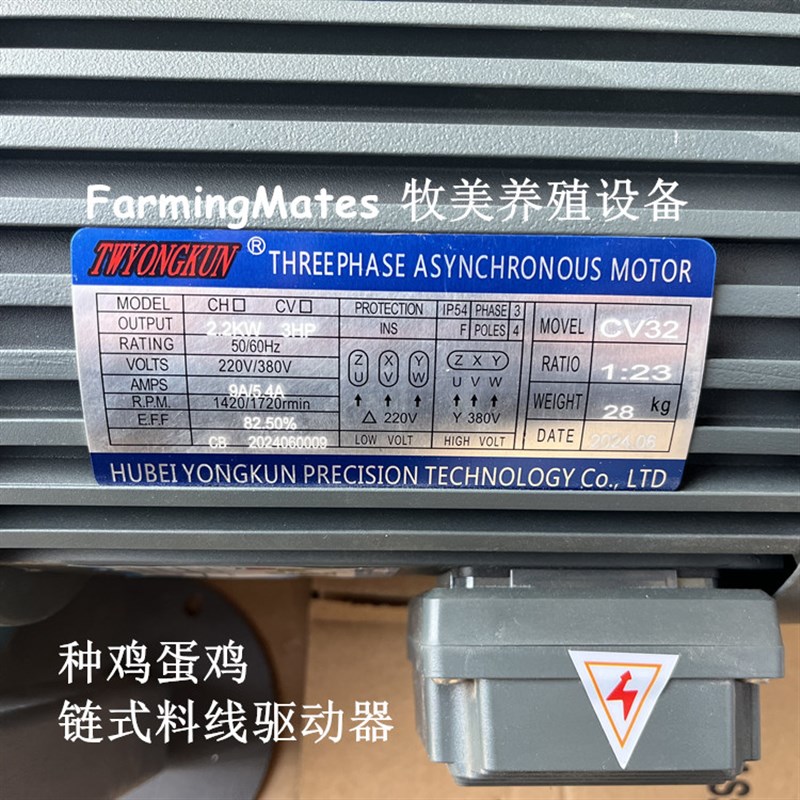 FarmingMates 牧美养殖设备
TWYONGKUN ® THREEPHASE ASYNCHRONOUS MOTOR
MODEL CH□ CV□
OUTPUT 2.2KW 3HP
RATING 50/60Hz
VOLTS 220V/380V
AMPS 9A/5.4A
R.P.M. 1420/1720rmin
E.F.F 82.50%
CB 2024060009
PROTECTION IP54 PHASE 3
INS F POLES 4
Z X Y
U V W
△ 220V
LOW VOLT
Z X Y
U V W
Y 380V
HIGH VOLT
MOVEL CV32
RATIO 1:23
WEIGHT 28 kg
DATE 2024.06
HUBEI YONGKUN PRECISION TECHNOLOGY Co., LTD
种鸡蛋鸡
链式料线驱动器